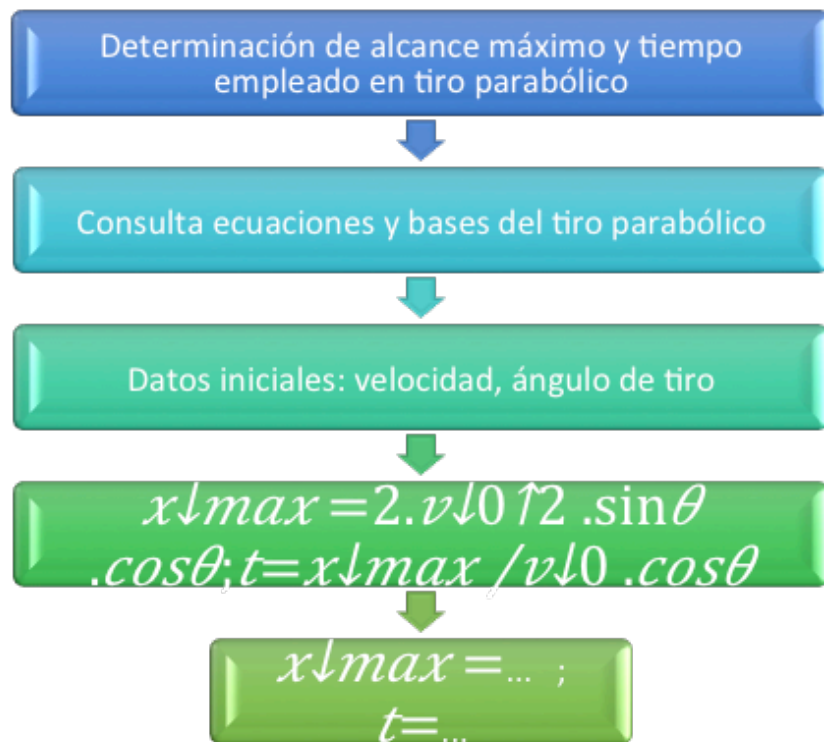 Determinación de alcance máximo y tiempo
empleado en tiro parabólico
Consulta ecuaciones y bases del tiro parabólico
Datos iniciales: velocidad, ángulo de tiro
x↓max =2.v↓0↑2 .sinθ
.cosθ;t=x↓max /v↓0 .cosθ
x↓max =... ;
t=...